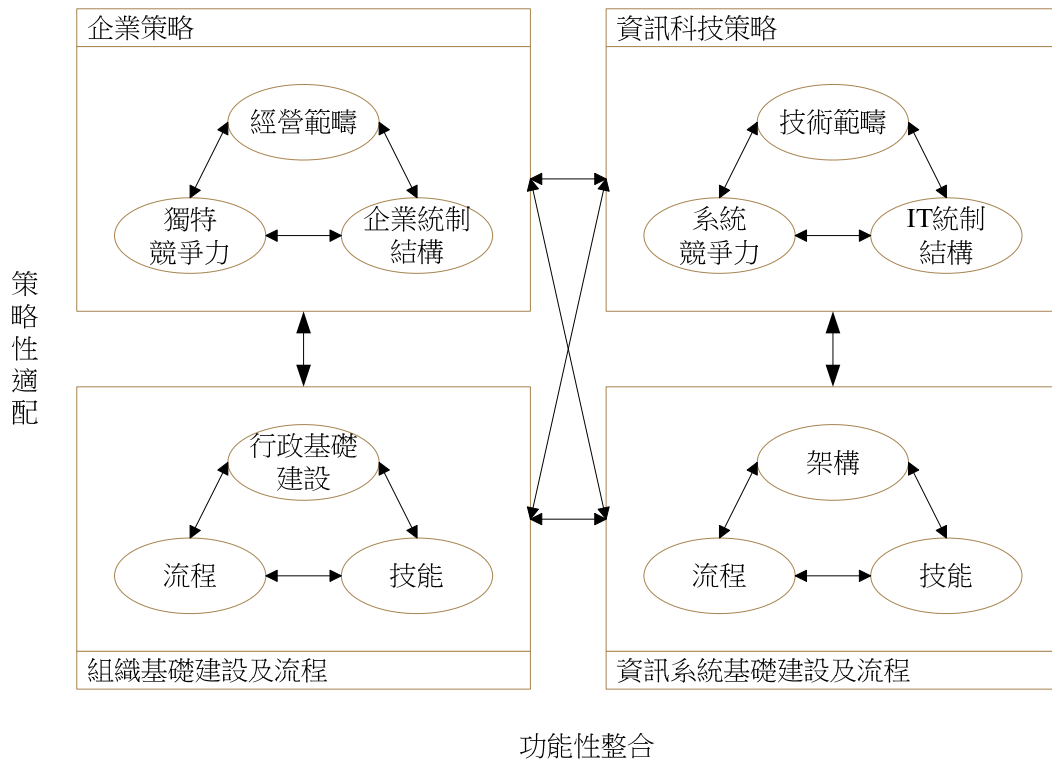 企業策略
經營範疇
獨特
競爭力
企業統制
結構
資訊科技策略
技術範疇
系統
競爭力
IT統制
結構
策
略
性
適
配
行政基礎
建設
流程
技能
組織基礎建設及流程
架構
流程
技能
資訊系統基礎建設及流程
功能性整合